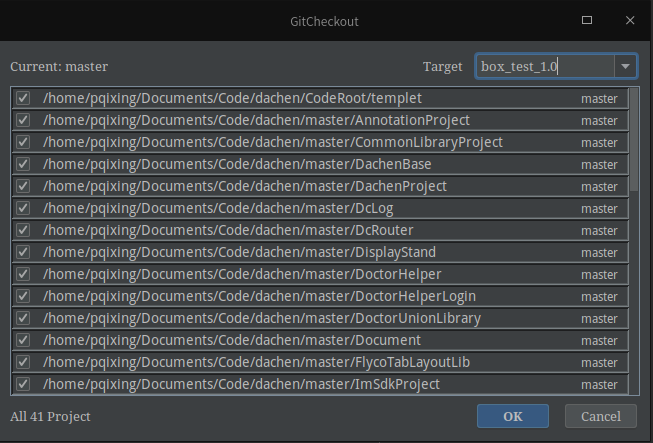 GitCheckout
Current: master Target box_test_1.0
/home/pqixing/Documents/Code/dachen/CodeRoot/templet master
/home/pqixing/Documents/Code/dachen/master/AnnotationProject master
/home/pqixing/Documents/Code/dachen/master/CommonLibraryProject master
/home/pqixing/Documents/Code/dachen/master/DachenBase master
/home/pqixing/Documents/Code/dachen/master/DachenProject master
/home/pqixing/Documents/Code/dachen/master/DcLog master
/home/pqixing/Documents/Code/dachen/master/DcRouter master
/home/pqixing/Documents/Code/dachen/master/DisplayStand master
/home/pqixing/Documents/Code/dachen/master/DoctorHelper master
/home/pqixing/Documents/Code/dachen/master/DoctorHelperLogin master
/home/pqixing/Documents/Code/dachen/master/DoctorUnionLibrary master
/home/pqixing/Documents/Code/dachen/master/Document master
/home/pqixing/Documents/Code/dachen/master/FlycoTabLayoutLib master
/home/pqixing/Documents/Code/dachen/master/ImSdkProject master
All 41 Project OK Cancel